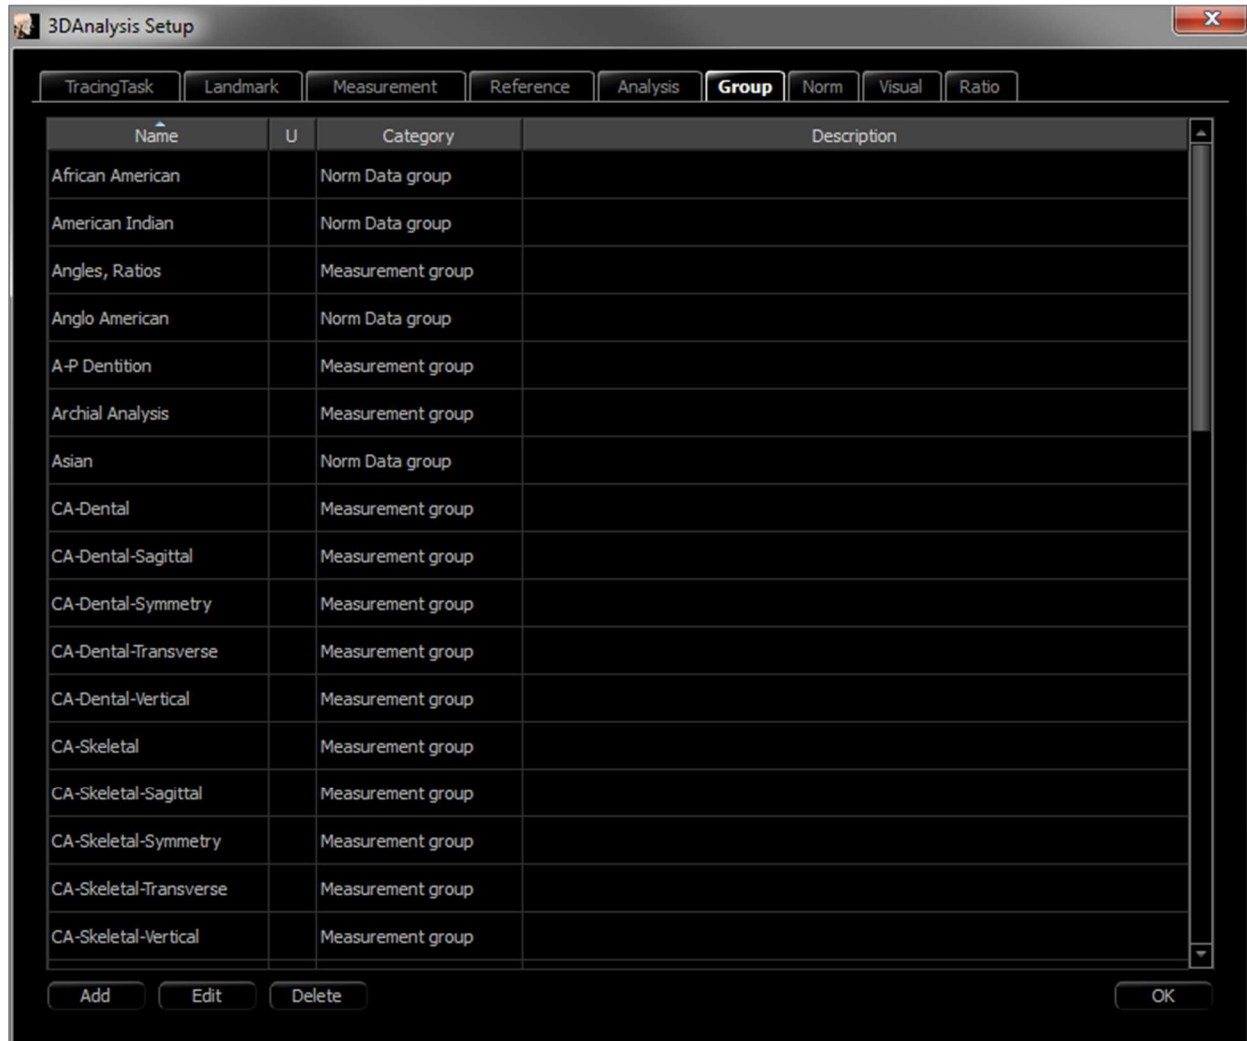 3DAnalysis Setup
TracingTask Landmark Measurement Reference Analysis Group Norm Visual Ratio
Name U Category Description
African American Norm Data group
American Indian Norm Data group
Angles, Ratios Measurement group
Anglo American Norm Data group
A-P Dentition Measurement group
Archial Analysis Measurement group
Asian Norm Data group
CA-Dental Measurement group
CA-Dental-Sagittal Measurement group
CA-Dental-Symmetry Measurement group
CA-Dental-Transverse Measurement group
CA-Dental-Vertical Measurement group
CA-Skeletal Measurement group
CA-Skeletal-Sagittal Measurement group
CA-Skeletal-Symmetry Measurement group
CA-Skeletal-Transverse Measurement group
CA-Skeletal-Vertical Measurement group
Add Edit Delete OK